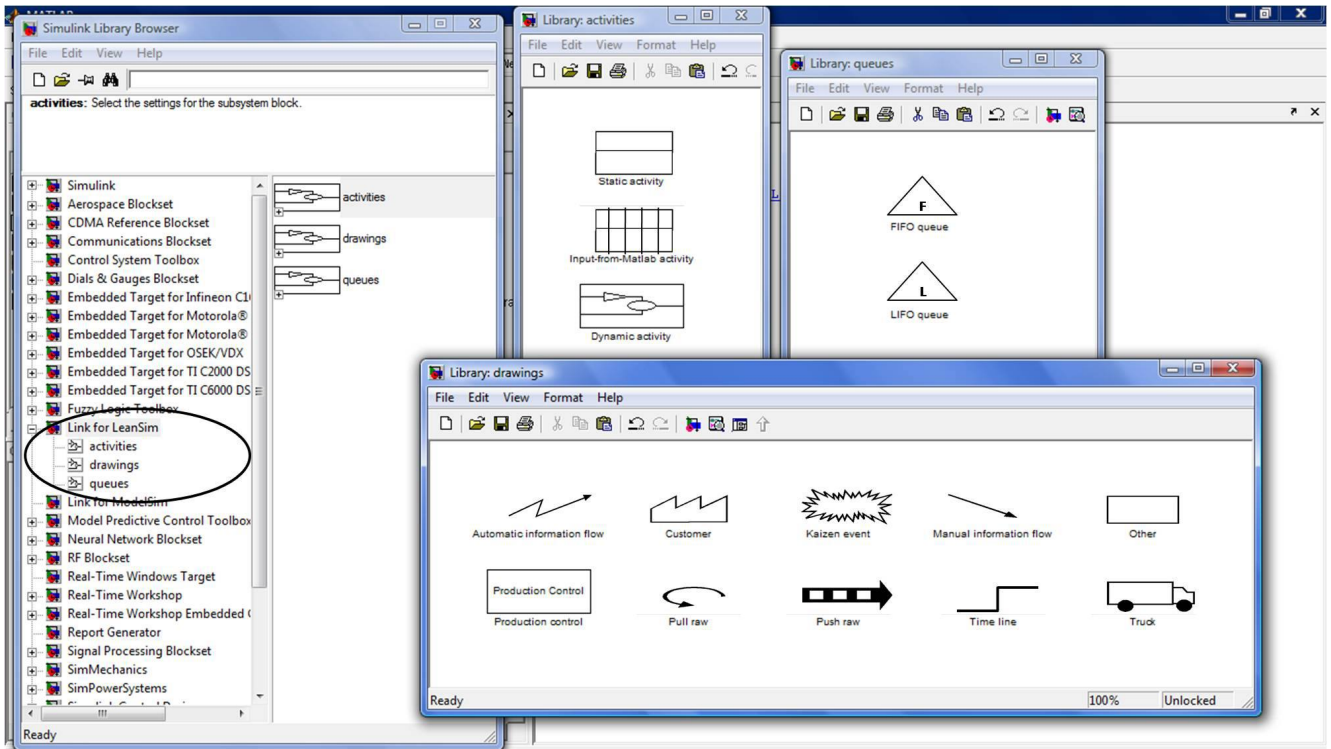 Simulink Library Browser
File Edit View Help
activities: Select the settings for the subsystem block.
Simulink
Aerospace Blockset
CDMA Reference Blockset
Communications Blockset
Control System Toolbox
Dials & Gauges Blockset
Embedded Target for Infineon
Embedded Target for Motorola®
Embedded Target for Motorola®
Embedded Target for OSEK/VDX
Embedded Target for TI C2000 DS
Embedded Target for TI C6000 DS
Fuzzy Logic Toolbox
Link for LeanSim
activities
drawings
queues
Link for ModelSim
Model Predictive Control Toolbox
Neural Network Blockset
RF Blockset
Real-Time Windows Target
Real-Time Workshop
Real-Time Workshop Embedded
Report Generator
Signal Processing Blockset
SimMechanics
SimPowerSystems
Ready
activities
drawings
queues
Library: activities
File Edit View Format Help
Static activity
Input-from-Matlab activity
Dynamic activity
Library: queues
File Edit View Format Help
F
FIFO queue
L
LIFO queue
Library: drawings
File Edit View Format Help
Automatic information flow
Customer
Kaizen event
Manual information flow
Other
Production Control
Production control
Pull raw
Push raw
Time line
Truck
Ready
100%
Unlocked